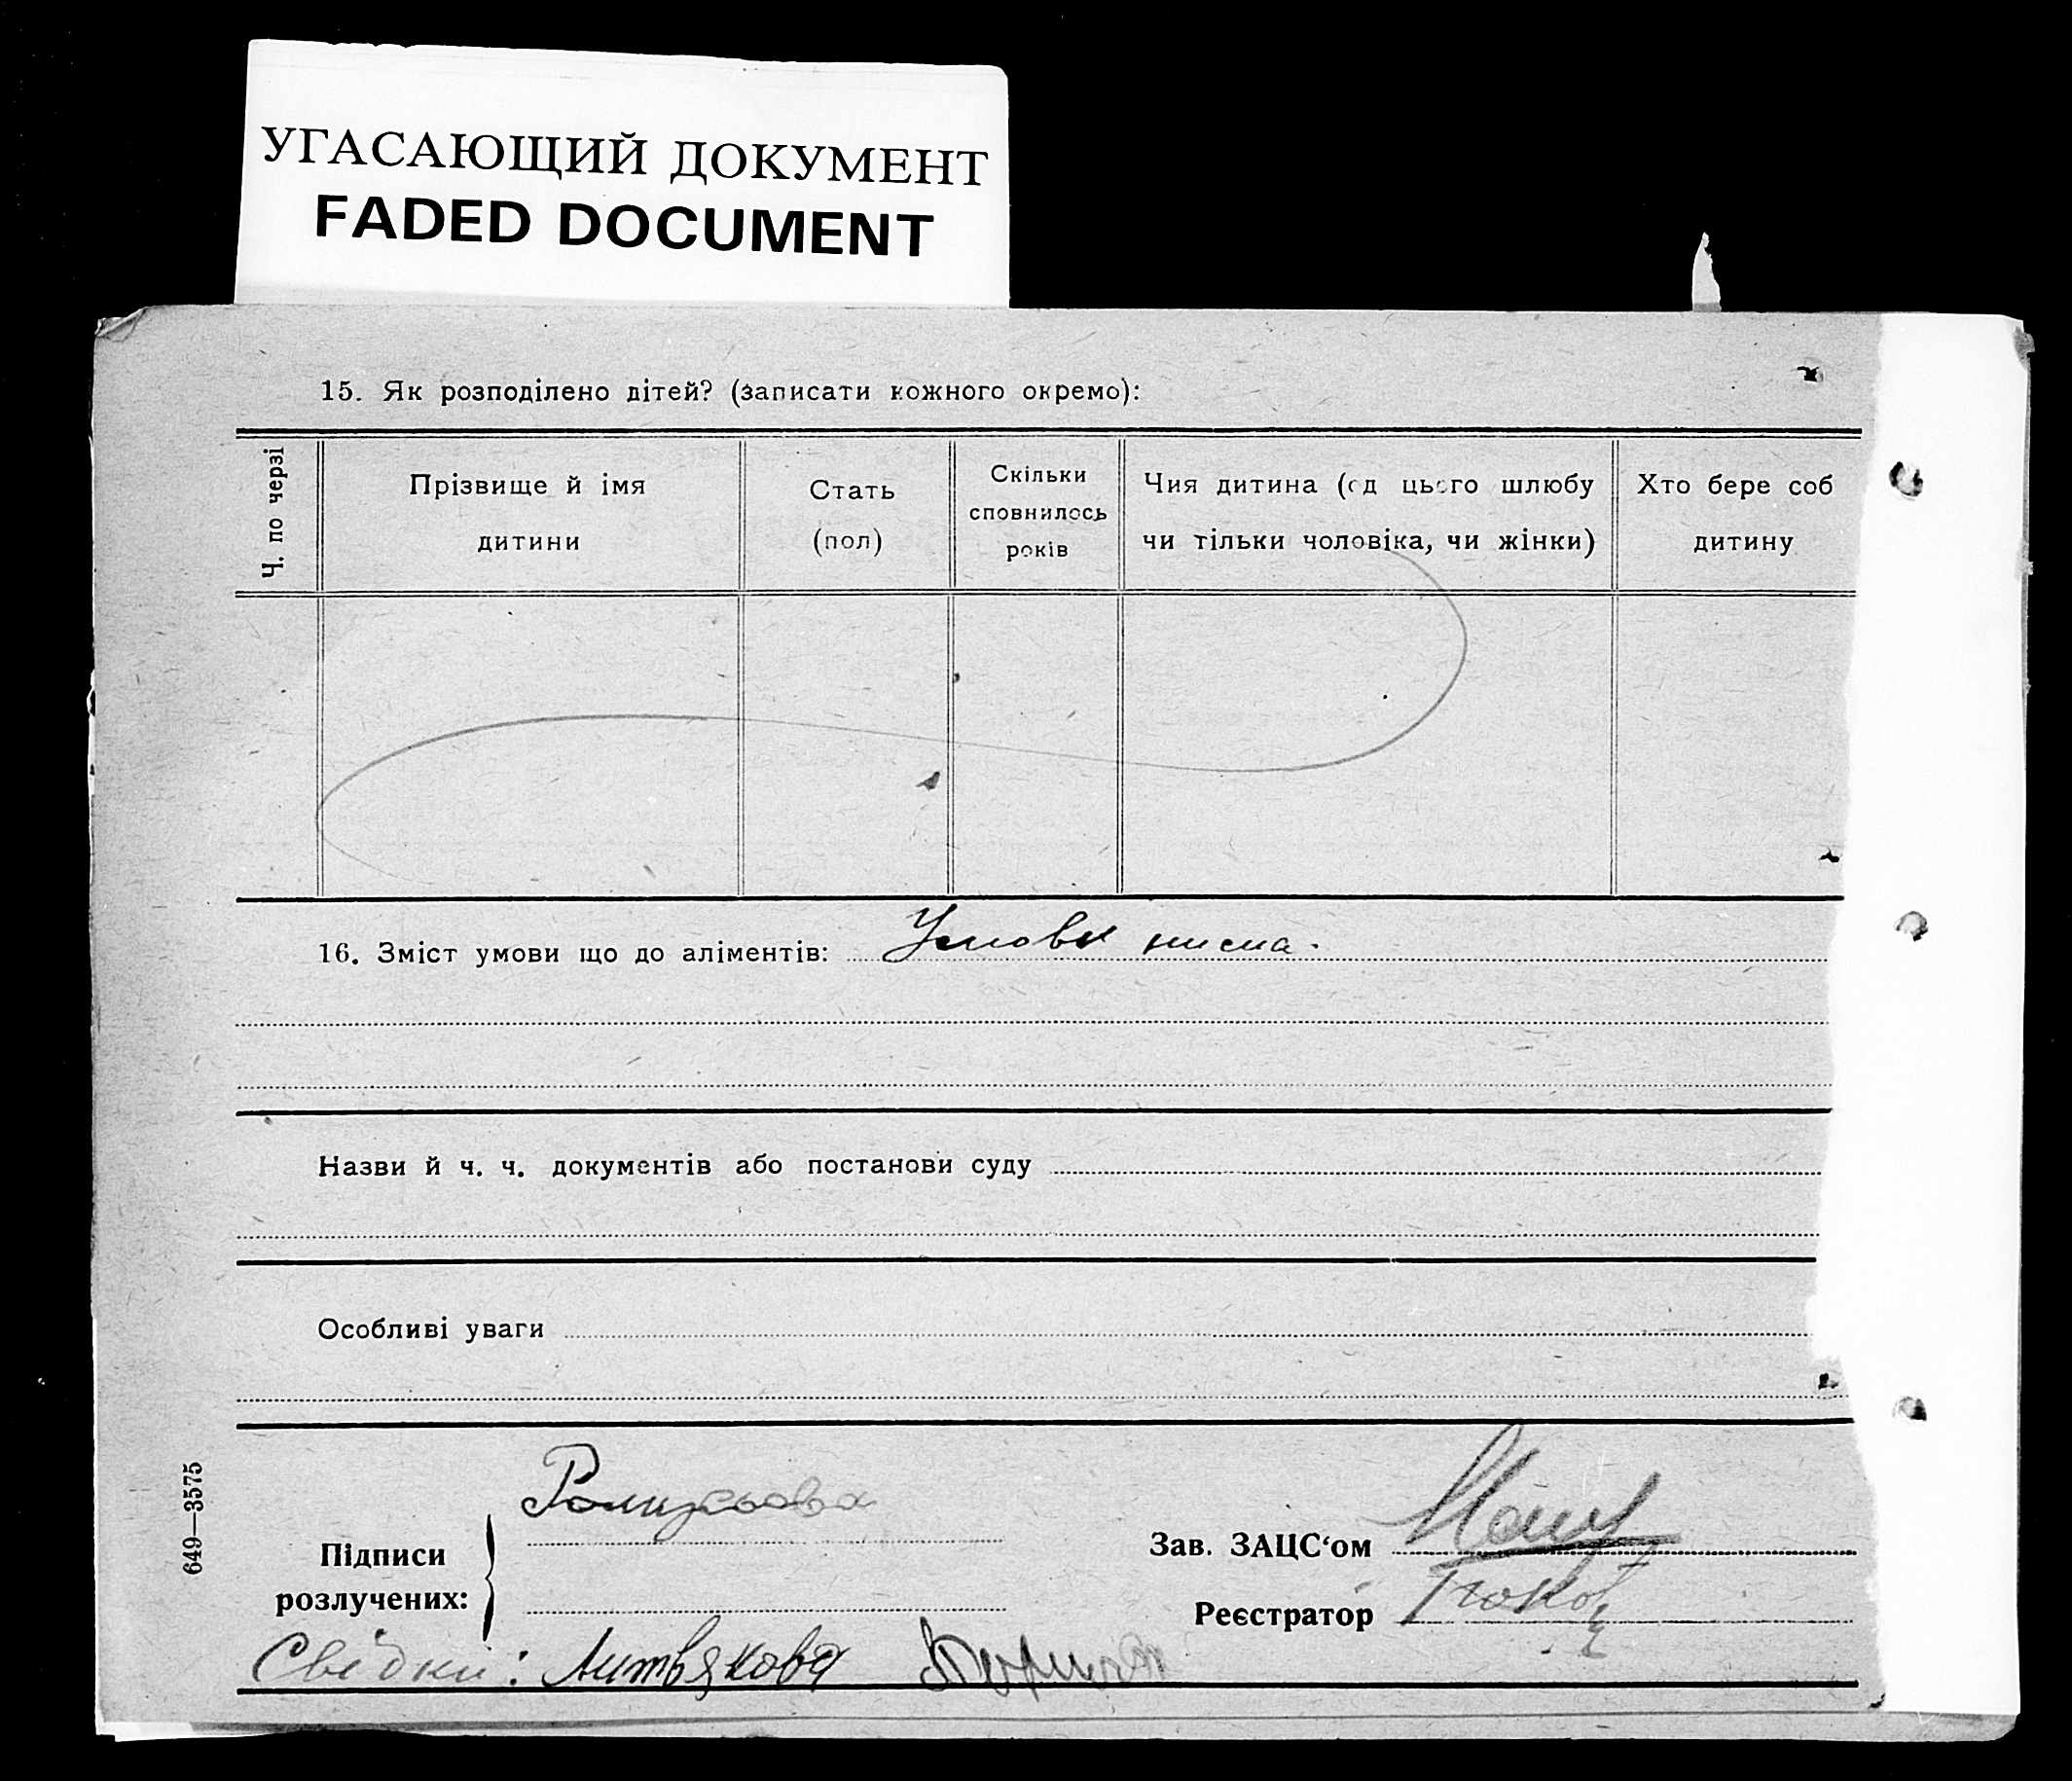 УГАСАЮЩИЙ ДОКУМЕНТ
FADED DOCUMENT
15. Як розподілено дітей? (записати кожного окремо):
Ч. по черзі
Прізвище й імя
дитини
Стать
(пол)
Скільки
сповнилось
років
Чия дитина (од цього шлюбу
чи тільки чоловіка, чи жінки)
Хто бере соб
дитину
16. Зміст умови що до аліментів: Умови
Назви й ч. ч. документів або постанови суду
Особливі уваги
649—3575
Підписи
розлучених:
Зав. ЗАЦС‘ом
Реєстратор
Свідки: Литвякова